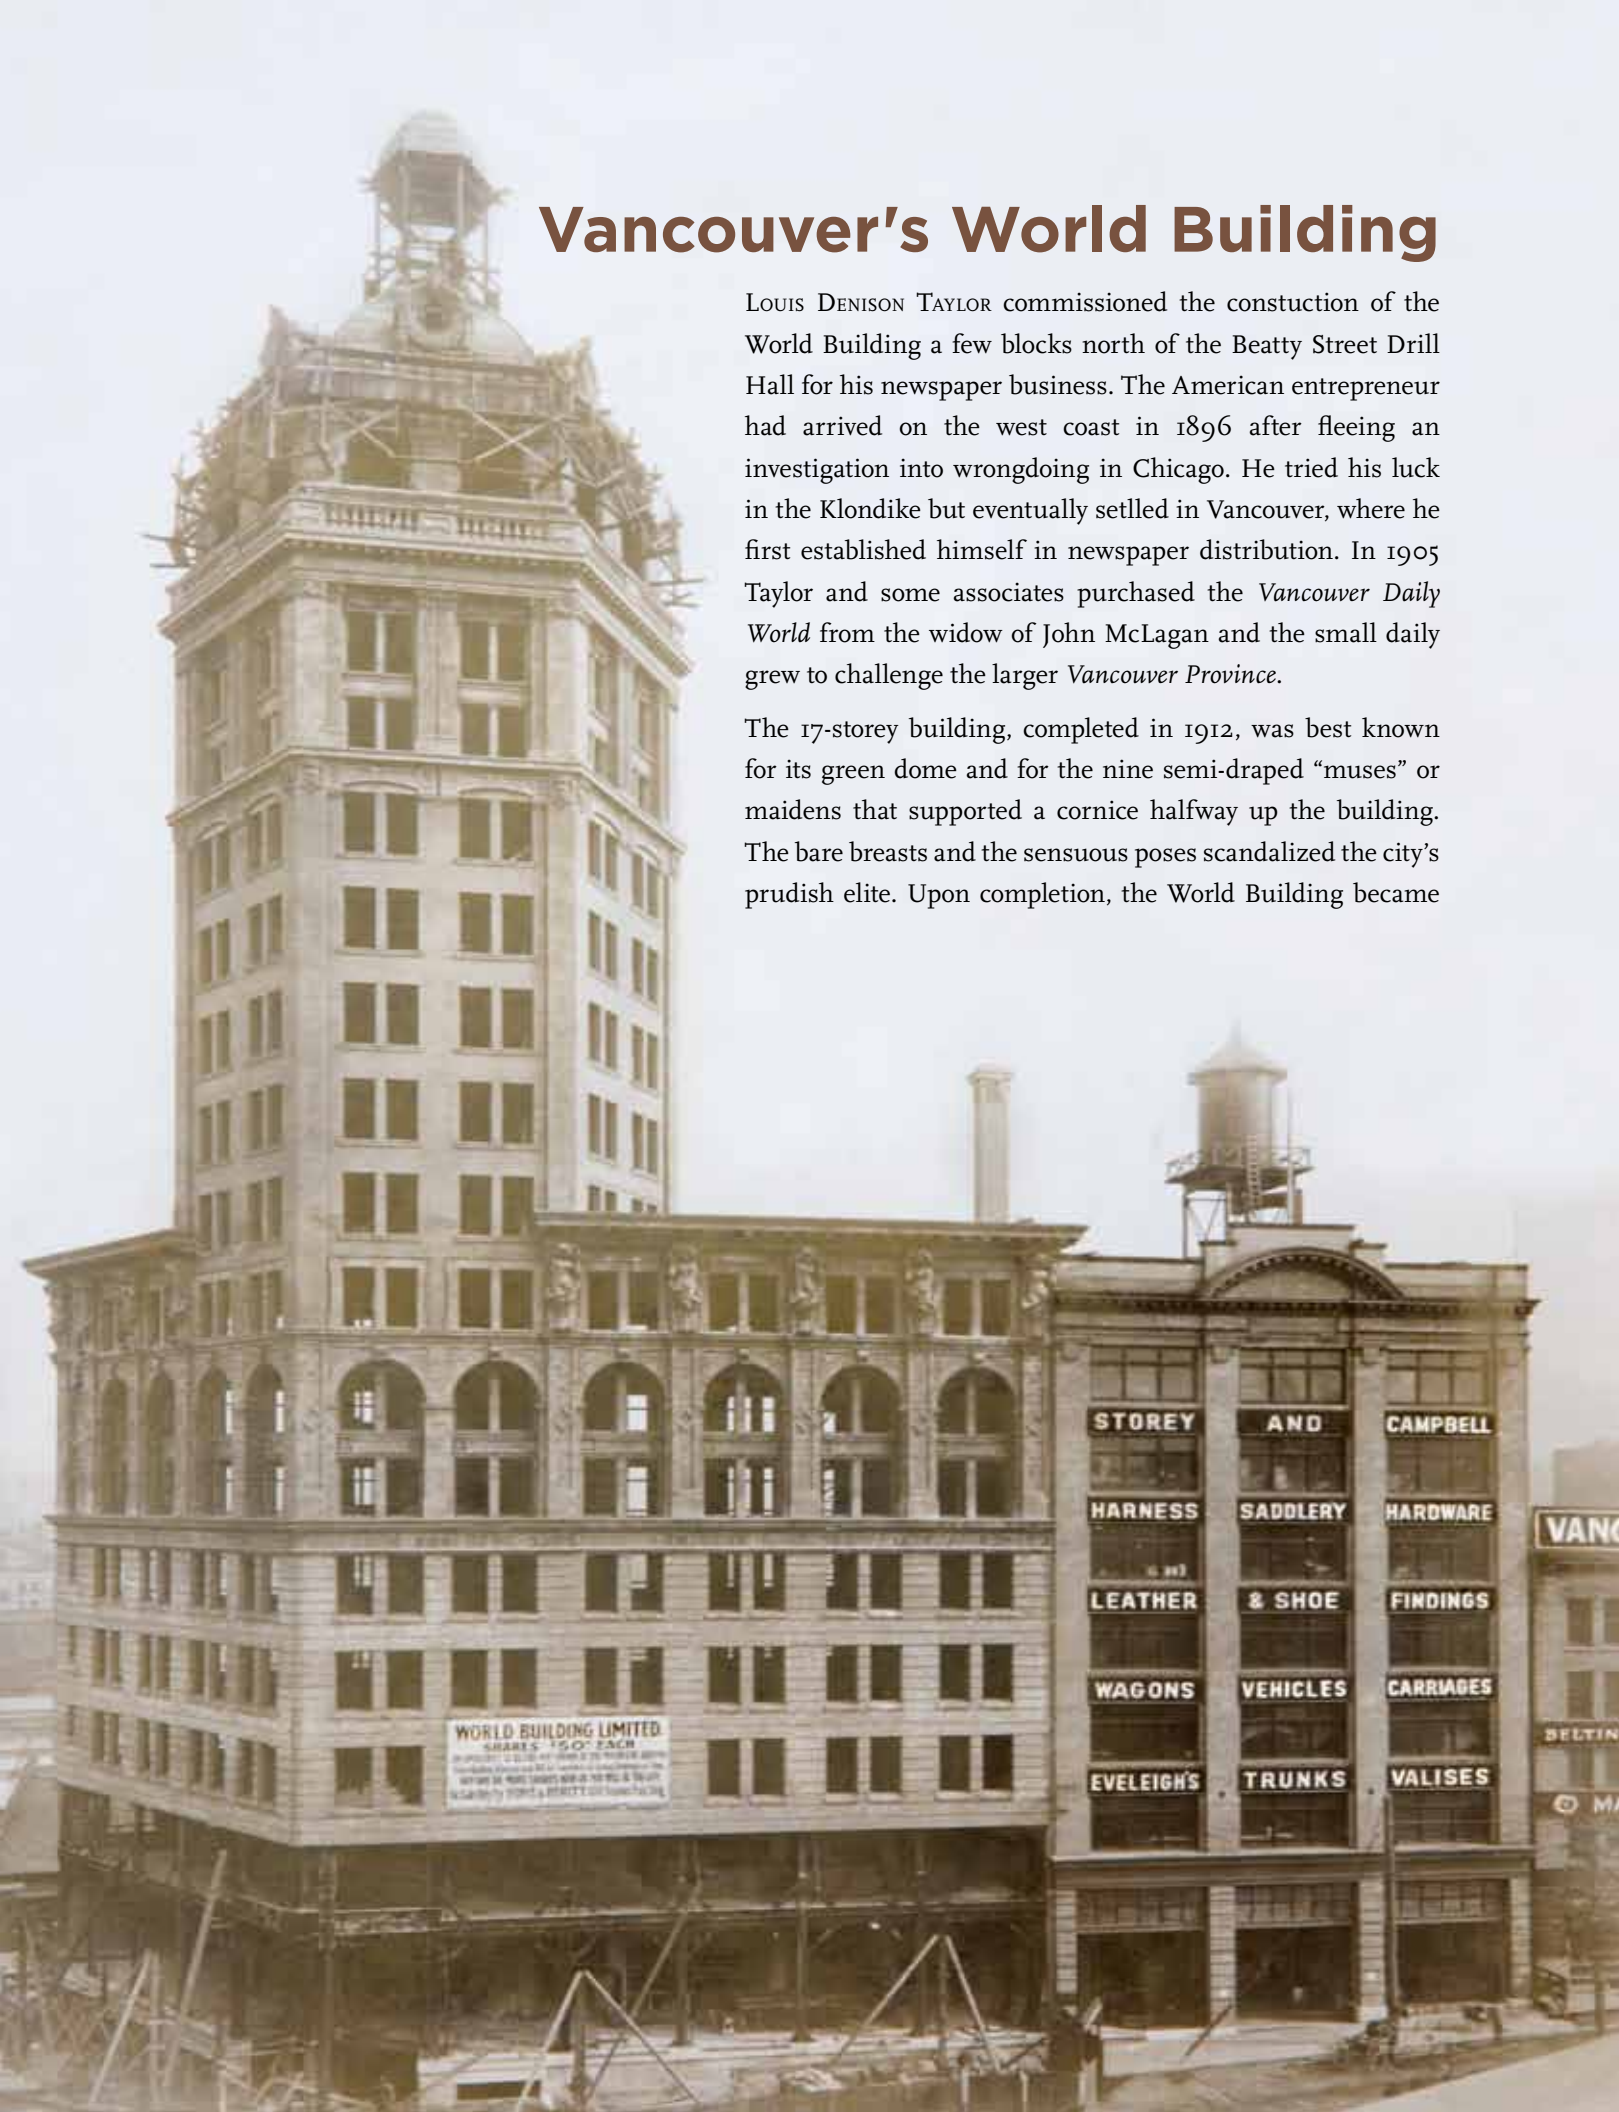 Vancouver's World Building
Louis Denison Taylor commissioned the constuction of the
World Building a few blocks north of the Beatty Street Drill
Hall for his newspaper business. The American entrepreneur
had arrived on the west coast in 1896 after fleeing an
investigation into wrongdoing in Chicago. He tried his luck
in the Klondike but eventually setlled in Vancouver, where he
first established himself in newspaper distribution. In 1905
Taylor and some associates purchased the Vancouver Daily
World from the widow of John McLagan and the small daily
grew to challenge the larger Vancouver Province.
The 17-storey building, completed in 1912, was best known
for its green dome and for the nine semi-draped “muses” or
maidens that supported a cornice halfway up the building.
The bare breasts and the sensuous poses scandalized the city’s
prudish elite. Upon completion, the World Building became
STOREY AND CAMPBELL
HARNESS SADDLERY HARDWARE
LEATHER & SHOE FINDINGS
WAGONS VEHICLES CARRIAGES
EVELEIGH'S TRUNKS VALISES
VANC
BELTIN
MA
WORLD BUILDING LIMITED
SHARES $50 EACH